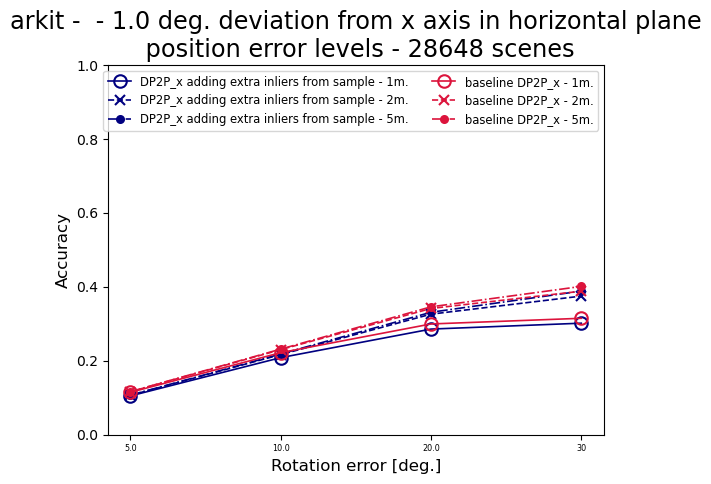 arkit -  - 1.0 deg. deviation from x axis in horizontal plane
position error levels - 28648 scenes
DP2P_x adding extra inliers from sample - 1m.
DP2P_x adding extra inliers from sample - 2m.
DP2P_x adding extra inliers from sample - 5m.
baseline DP2P_x - 1m.
baseline DP2P_x - 2m.
baseline DP2P_x - 5m.
Accuracy
1.0
0.8
0.6
0.4
0.2
0.0
5.0
10.0
20.0
30
Rotation error [deg.]